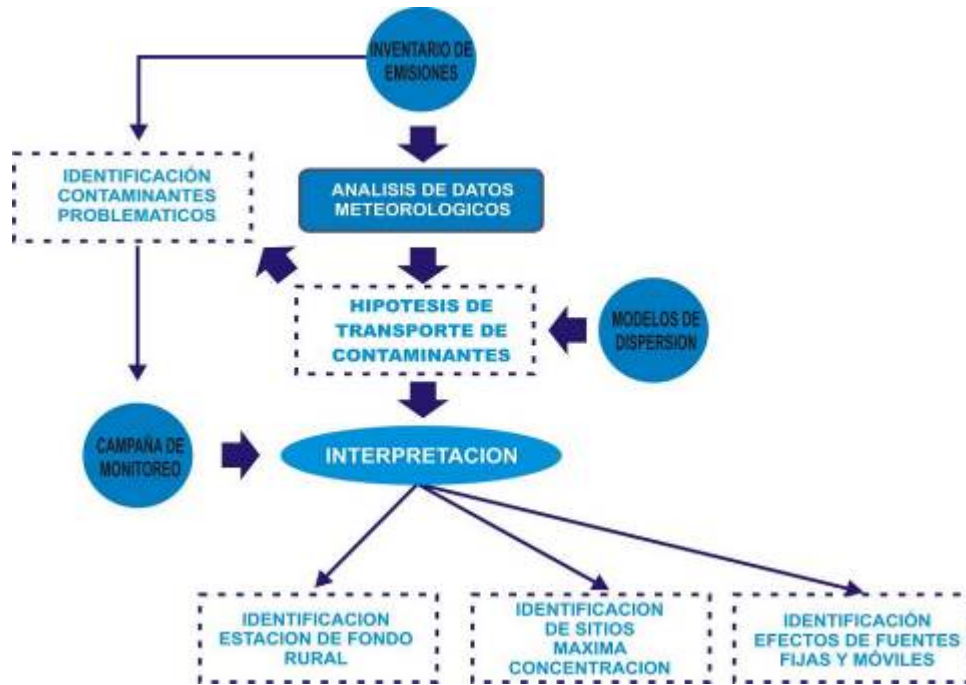 INVENTARIO DE
EMISIONES
IDENTIFICACIÓN
CONTAMINANTES
PROBLEMATICOS
ANALISIS DE DATOS
METEOROLOGICOS
HIPOTESIS DE
TRANSPORTE DE
CONTAMINANTES
MODELOS DE
DISPERSION
CAMPAÑA DE
MONITOREO
INTERPRETACION
IDENTIFICACION
ESTACION DE FONDO
RURAL
IDENTIFICACION
DE SITIOS
MAXIMA
CONCENTRACION
IDENTIFICACIÓN
EFECTOS DE FUENTES
FIJAS Y MÓVILES